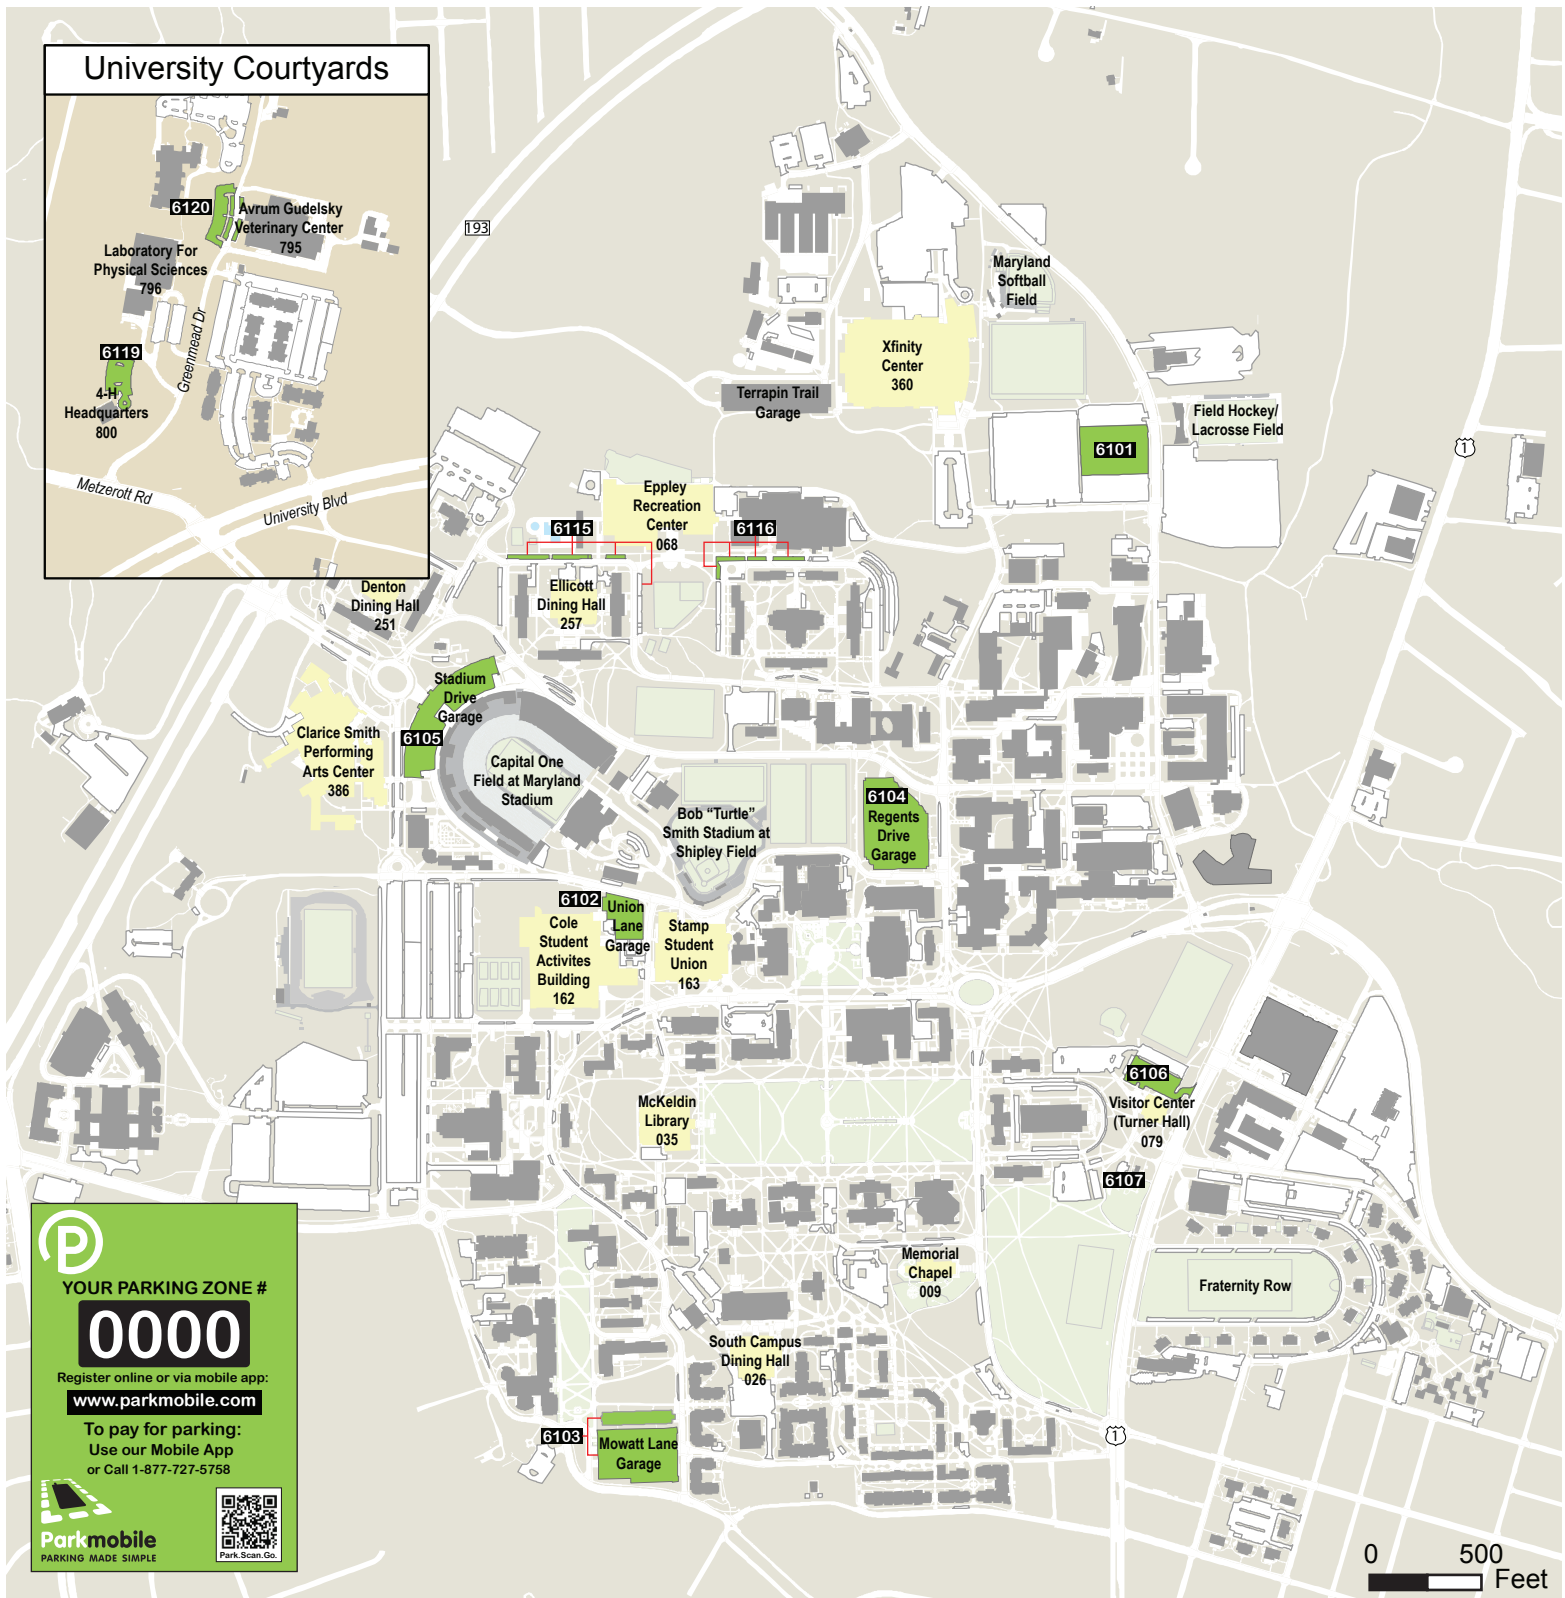 University Courtyards
6120
Avrum Gudelsky
Veterinary Center
795
Laboratory For
Physical Sciences
796
6119
4-H
Headquarters
800
Greenmead Dr
Metzerott Rd
University Blvd
193
Maryland
Softball
Field
Xfinity
Center
360
Terrapin Trail
Garage
Field Hockey/
Lacrosse Field
6101
1
Eppley
Recreation
Center
068
6115
6116
Denton
Dining Hall
251
Ellicott
Dining Hall
257
Stadium
Drive
Garage
6105
Clarice Smith
Performing
Arts Center
386
Capital One
Field at Maryland
Stadium
Bob “Turtle”
Smith Stadium at
Shipley Field
6104
Regents
Drive
Garage
6102
Union
Lane
Garage
Cole
Student
Activites
Building
162
Stamp
Student
Union
163
6106
Visitor Center
(Turner Hall)
079
McKeldin
Library
035
6107
Memorial
Chapel
009
Fraternity Row
South Campus
Dining Hall
026
6103
Mowatt Lane
Garage
1
P
YOUR PARKING ZONE #
0000
Register online or via mobile app:
www.parkmobile.com
To pay for parking:
Use our Mobile App
or Call 1-877-727-5758
Parkmobile
PARKING MADE SIMPLE
Park.Scan.Go.
0 500
Feet